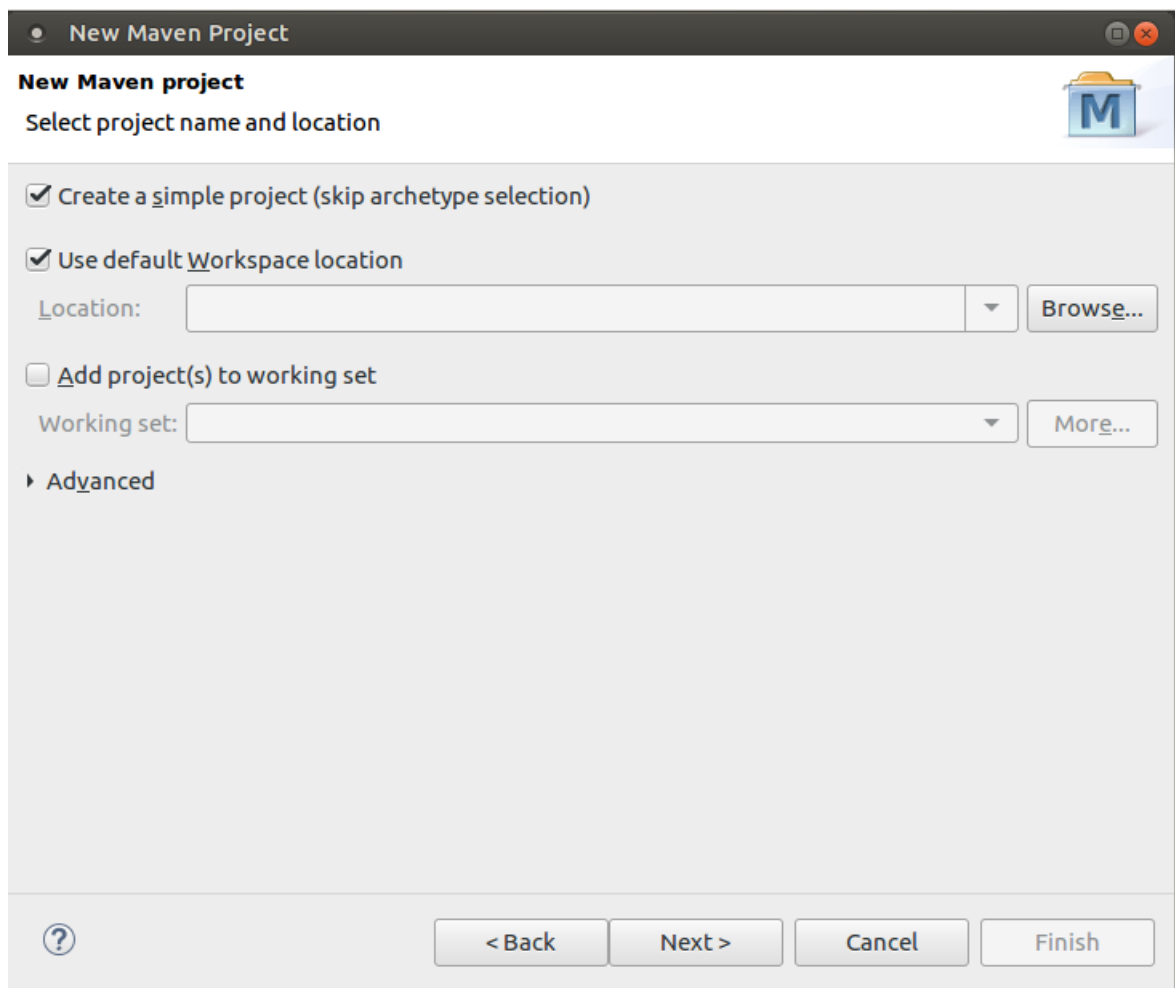 New Maven Project
New Maven project
Select project name and location
M
Create a simple project (skip archetype selection)
Use default Workspace location
Location:
Browse...
Add project(s) to working set
Working set:
More...
Advanced
?
< Back
Next >
Cancel
Finish